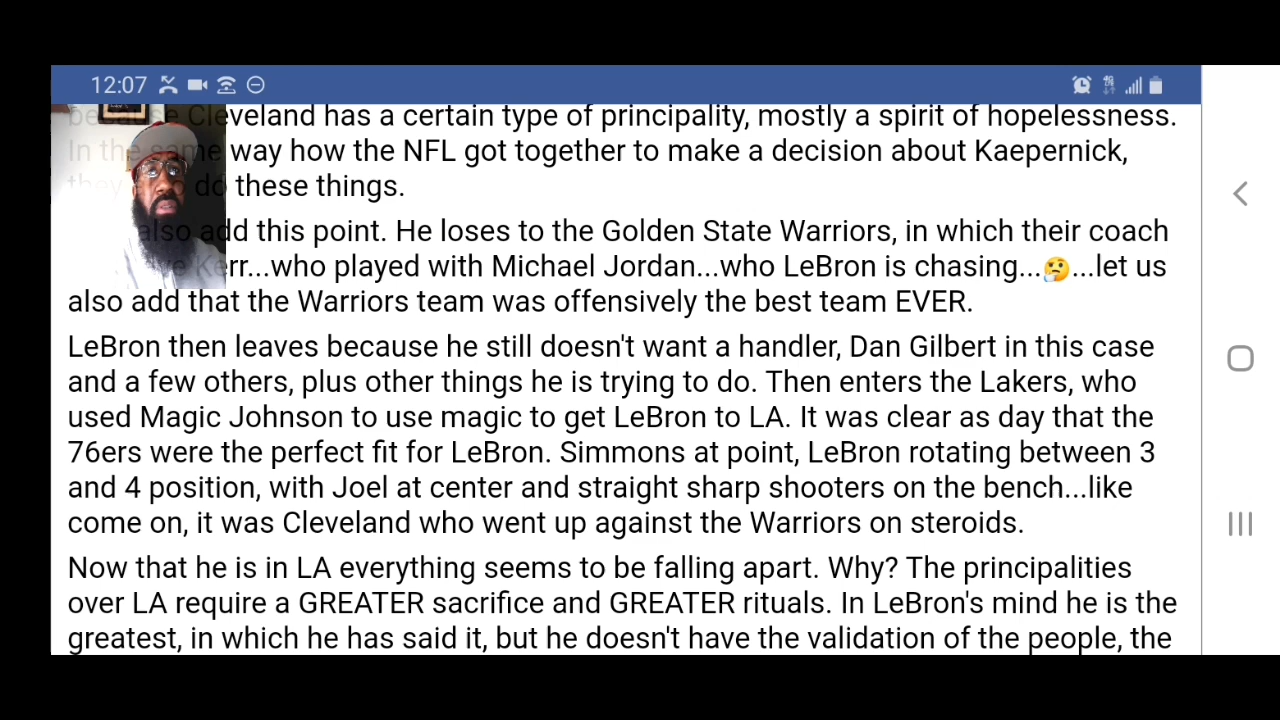 12:07
because Cleveland has a certain type of principality, mostly a spirit of hopelessness.
In the same way how the NFL got together to make a decision about Kaepernick,
they do these things.
also add this point. He loses to the Golden State Warriors, in which their coach
Kerr...who played with Michael Jordan...who LeBron is chasing...🤔...let us
also add that the Warriors team was offensively the best team EVER.
LeBron then leaves because he still doesn't want a handler, Dan Gilbert in this case
and a few others, plus other things he is trying to do. Then enters the Lakers, who
used Magic Johnson to use magic to get LeBron to LA. It was clear as day that the
76ers were the perfect fit for LeBron. Simmons at point, LeBron rotating between 3
and 4 position, with Joel at center and straight sharp shooters on the bench...like
come on, it was Cleveland who went up against the Warriors on steroids.
Now that he is in LA everything seems to be falling apart. Why? The principalities
over LA require a GREATER sacrifice and GREATER rituals. In LeBron's mind he is the
greatest, in which he has said it, but he doesn't have the validation of the people, the